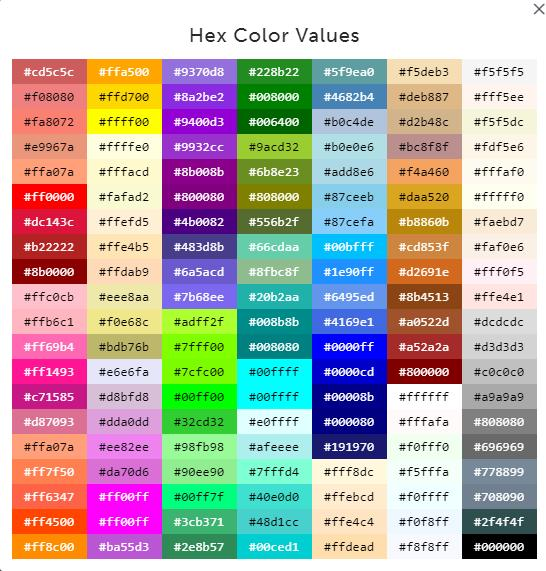 Hex Color Values
#cd5c5c #ffa500 #9370d8 #228b22 #5f9ea0 #f5deb3 #f5f5f5
#f08080 #ffd700 #8a2be2 #008000 #4682b4 #deb887 #fff5ee
#fa8072 #ffff00 #9400d3 #006400 #b0c4de #d2b48c #f5f5dc
#e9967a #ffffe0 #9932cc #9acd32 #b0e0e6 #bc8f8f #fdf5e6
#ffa07a #fffacd #8b008b #6b8e23 #add8e6 #f4a460 #fffaf0
#ff0000 #fafad2 #800080 #808000 #87ceeb #daa520 #fffff0
#dc143c #ffefd5 #4b0082 #556b2f #87cefa #b8860b #faebd7
#b22222 #ffe4b5 #483d8b #66cdaa #00bfff #cd853f #faf0e6
#8b0000 #ffdab9 #6a5acd #8fbc8f #1e90ff #d2691e #fff0f5
#ffc0cb #eee8aa #7b68ee #20b2aa #6495ed #8b4513 #ffe4e1
#ffb6c1 #f0e68c #adff2f #008b8b #4169e1 #a0522d #dcdcdc
#ff69b4 #bdb76b #7fff00 #008080 #0000ff #a52a2a #d3d3d3
#ff1493 #e6e6fa #7cfc00 #00ffff #0000cd #800000 #c0c0c0
#c71585 #d8bfd8 #00ff00 #00ffff #00008b #ffffff #a9a9a9
#d87093 #dda0dd #32cd32 #e0ffff #000080 #fffafa #808080
#ffa07a #ee82ee #98fb98 #afeeee #191970 #f0fff0 #696969
#ff7f50 #da70d6 #90ee90 #7fffd4 #fff8dc #f5fffa #778899
#ff6347 #ff00ff #00ff7f #40e0d0 #ffebcd #f0ffff #708090
#ff4500 #ff00ff #3cb371 #48d1cc #ffe4c4 #f0f8ff #2f4f4f
#ff8c00 #ba55d3 #2e8b57 #00ced1 #ffdead #f8f8ff #000000